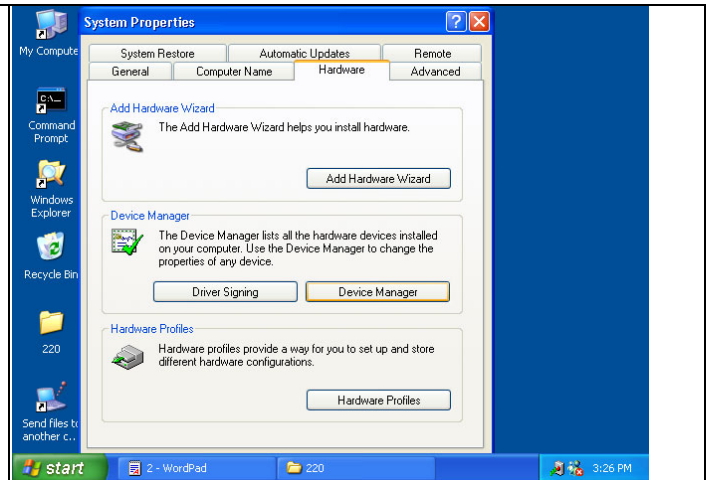 System Properties
My Compute
System Restore
Automatic Updates
Remote
General
Computer Name
Hardware
Advanced
Add Hardware Wizard
The Add Hardware Wizard helps you install hardware.
Add Hardware Wizard
C:\_
Command
Prompt
Windows
Explorer
Device Manager
The Device Manager lists all the hardware devices installed
on your computer. Use the Device Manager to change the
properties of any device.
Driver Signing
Device Manager
Recycle Bin
Hardware Profiles
Hardware profiles provide a way for you to set up and store
different hardware configurations.
Hardware Profiles
220
Send files to
another c..
start
2 - WordPad
220
3:26 PM